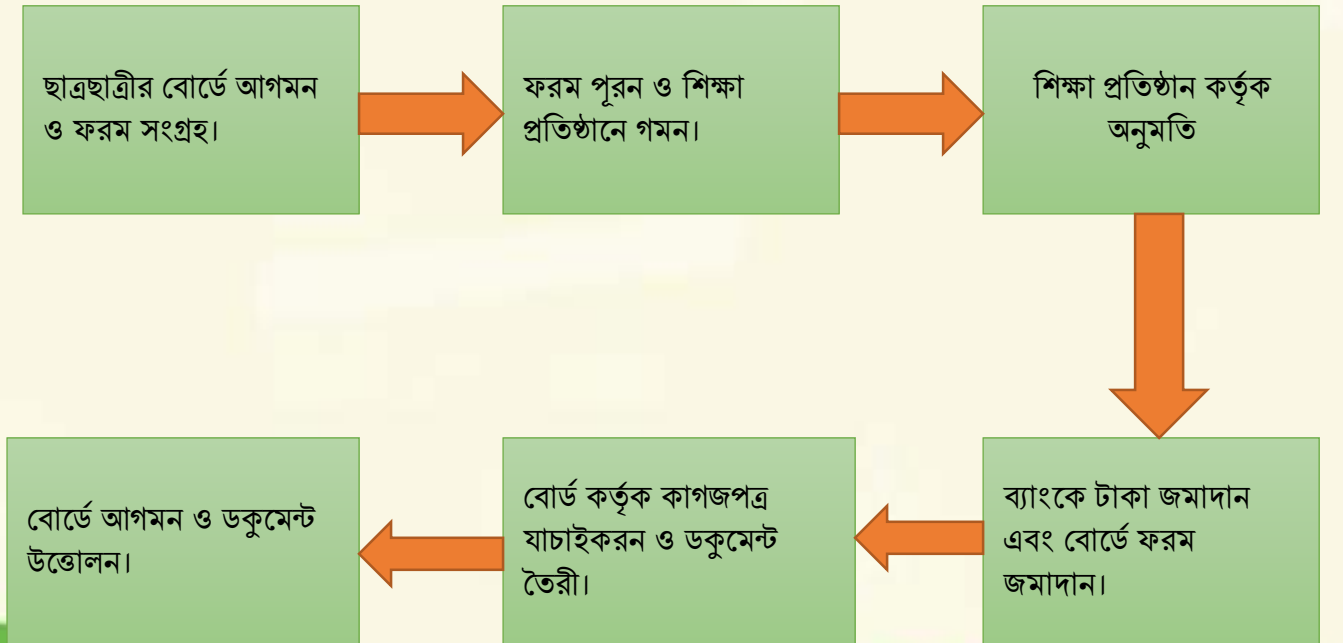 ছাত্রছাত্রীর বোর্ডে আগমন
ও ফরম সংগ্রহ।
ফরম পূরন ও শিক্ষা
প্রতিষ্ঠানে গমন।
শিক্ষা প্রতিষ্ঠান কর্তৃক
অনুমতি
ব্যাংকে টাকা জমাদান
এবং বোর্ডে ফরম
জমাদান।
বোর্ড কর্তৃক কাগজপত্র
যাচাইকরন ও ডকুমেন্ট
তৈরী।
বোর্ডে আগমন ও ডকুমেন্ট
উত্তোলন।